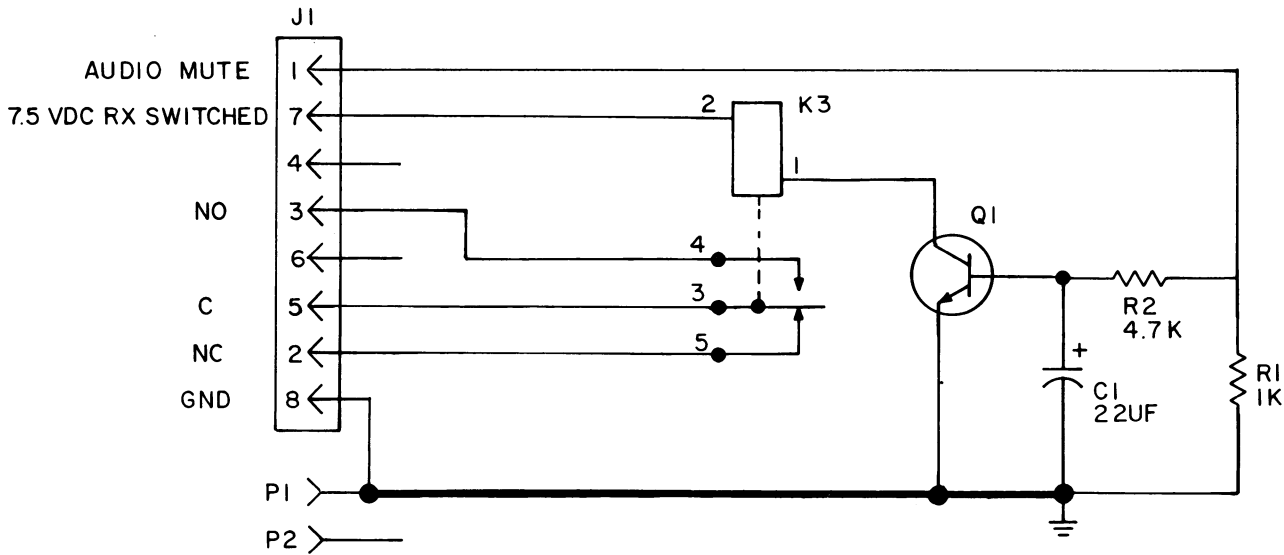 J1
AUDIO MUTE 1
7.5 VDC RX SWITCHED 7
4
NO 3
6
C 5
NC 2
GND 8
P1
P2
2 K3
1
4
3
5
Q1
R2
4.7K
+
C1
22UF
R1
1K